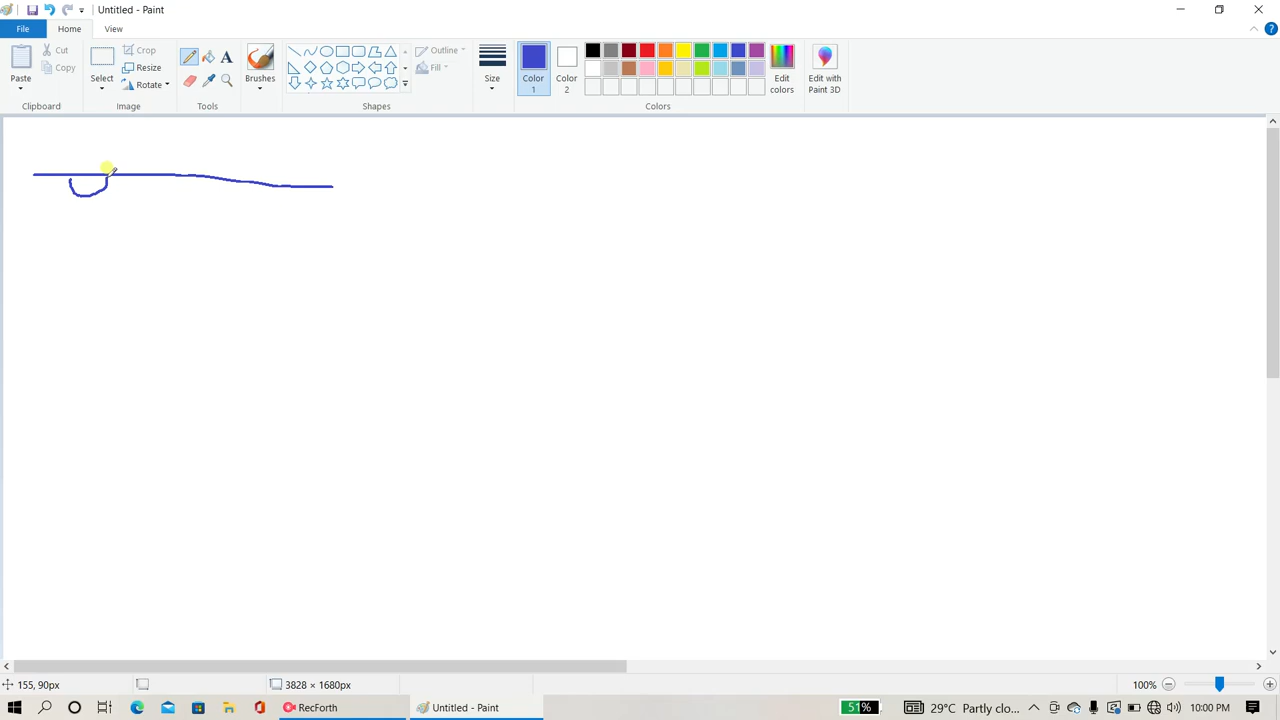 Untitled - Paint
File Home View
Paste Cut Copy Clipboard
Select Crop Resize Rotate Image
A Tools
Brushes
Outline Fill Shapes
Size
Color 1
Color 2
Edit colors
Colors
Edit with Paint 3D
155, 90px 3828 × 1680px 100%
RecForth Untitled - Paint 51% 29°C Partly clo... 10:00 PM